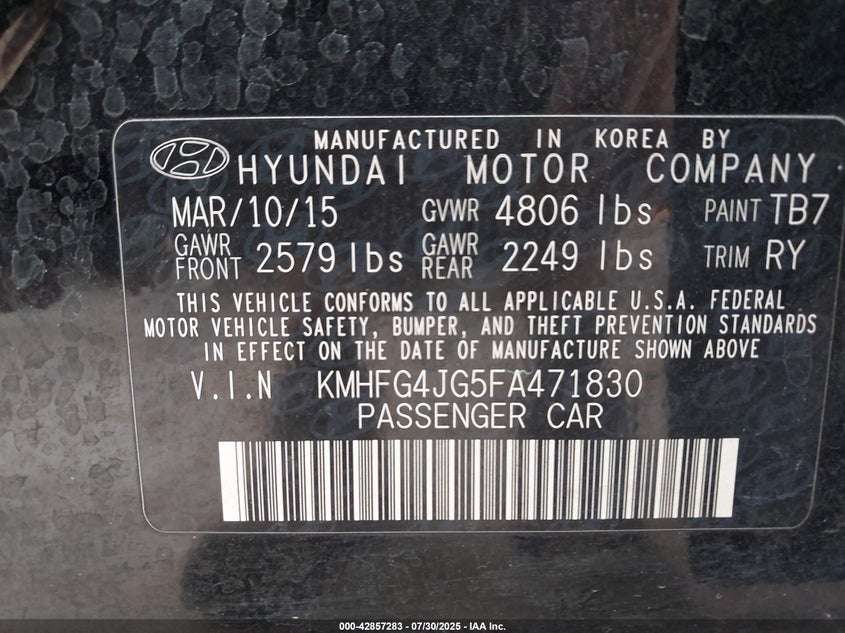 MANUFACTURED IN KOREA BY
HYUNDAI MOTOR COMPANY
MAR/10/15 GVWR 4806 lbs PAINT TB7
GAWR FRONT 2579 lbs GAWR REAR 2249 lbs TRIM RY
THIS VEHICLE CONFORMS TO ALL APPLICABLE U.S.A. FEDERAL
MOTOR VEHICLE SAFETY, BUMPER, AND THEFT PREVENTION STANDARDS
IN EFFECT ON THE DATE OF MANUFACTURE SHOWN ABOVE
V.I.N KMHFG4JG5FA471830
PASSENGER CAR
000-42857283 - 07/30/2025 - IAA Inc.